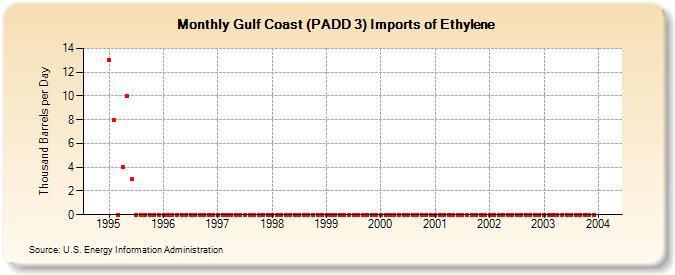 Monthly Gulf Coast (PADD 3) Imports of Ethylene
Thousand Barrels per Day
14
12
10
8
6
4
2
0
1995 1996 1997 1998 1999 2000 2001 2002 2003 2004
Source: U.S. Energy Information Administration